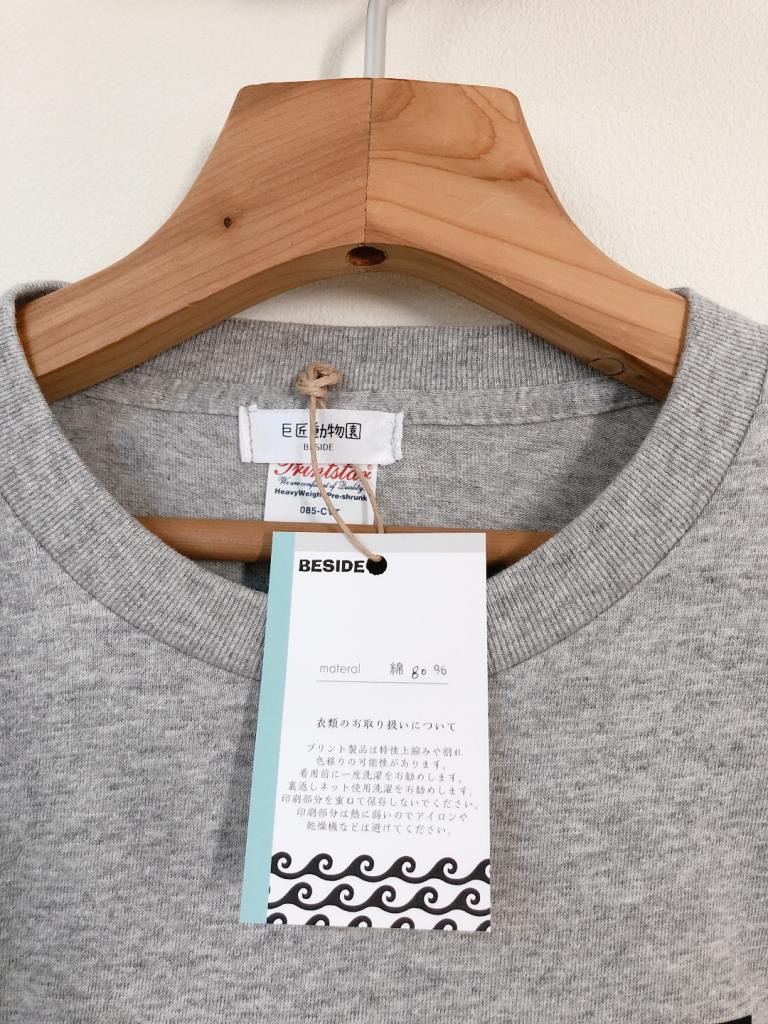 巨匠動物園
BESIDE
Printstar®
We are confident of Quality
HeavyWeight Pre-shrunk
085-CVT
BESIDE
materal 綿 80 %
衣類のお取り扱いについて
プリント製品は特性上縮みや割れ
色移りの可能性があります。
着用前に一度洗濯をお勧めします。
裏返しネット使用洗濯をお勧めします。
印刷部分を重ねて保存しないでください。
印刷部分は熱に弱いのでアイロンや
乾燥機などは避けてください。